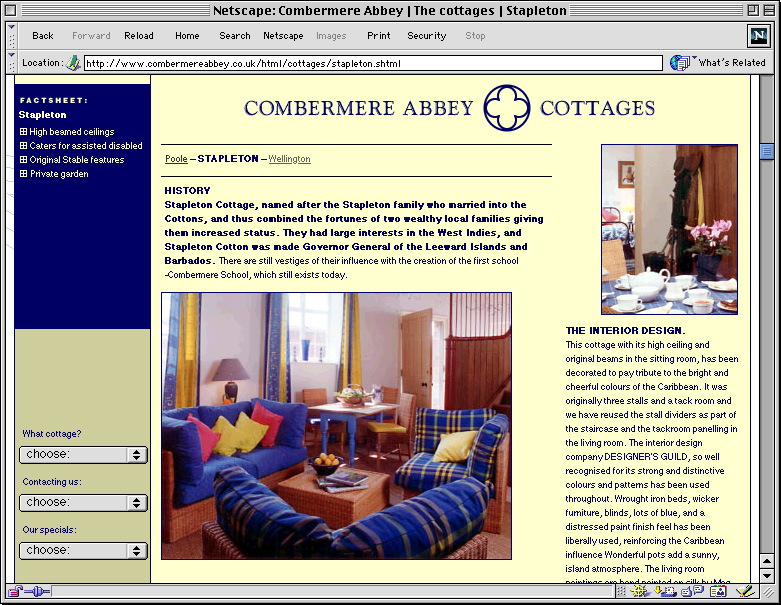 Netscape: Combermere Abbey | The cottages | Stapleton
Back Forward Reload Home Search Netscape Images Print Security Stop
N
Location: http://www.combermereabbey.co.uk/html/cottages/stapleton.shtml What's Related
FACTSHEET:
Stapleton
High beamed ceilings
Caters for assisted disabled
Original Stable features
Private garden
What cottage?
choose:
Contacting us:
choose:
Our specials:
choose:
COMBERMERE ABBEY COTTAGES
Poole – STAPLETON – Wellington
HISTORY
Stapleton Cottage, named after the Stapleton family who married into the
Cottons, and thus combined the fortunes of two wealthy local families giving
them increased status. They had large interests in the West Indies, and
Stapleton Cotton was made Governor General of the Leeward Islands and
Barbados. There are still vestiges of their influence with the creation of the first school
-Combermere School, which still exists today.
THE INTERIOR DESIGN.
This cottage with its high ceiling and
original beams in the sitting room, has been
decorated to pay tribute to the bright and
cheerful colours of the Caribbean. It was
originally three stalls and a tack room and
we have reused the stall dividers as part of
the staircase and the tackroom panelling in
the living room. The interior design
company DESIGNER'S GUILD, so well
recognised for its strong and distinctive
colours and patterns has been used
throughout. Wrought iron beds, wicker
furniture, blinds, lots of blue, and a
distressed paint finish feel has been
liberally used, reinforcing the Caribbean
influence Wonderful pots add a sunny,
island atmosphere. The living room
paintings are hand painted on silk by Meg